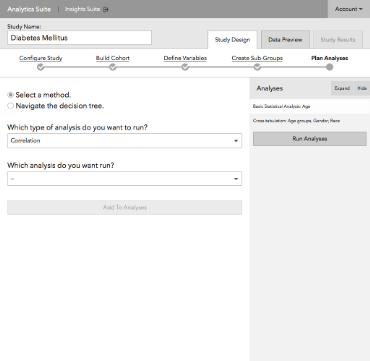 Analytics Suite | Insights Suite
Account
Study Name:
Diabetes Mellitus
Study Design
Data Preview
Study Results
Configure Study
Build Cohort
Define Variables
Create Sub-Groups
Plan Analyses
Select a method.
Navigate the decision tree.
Analyses
Expand
Hide
Basic Statistical Analysis: Age
Cross-tabulation: Age groups, Gender, Race
Run Analyses
Which type of analysis do you want to run?
Correlation
Which analysis do you want run?
--
Add To Analyses